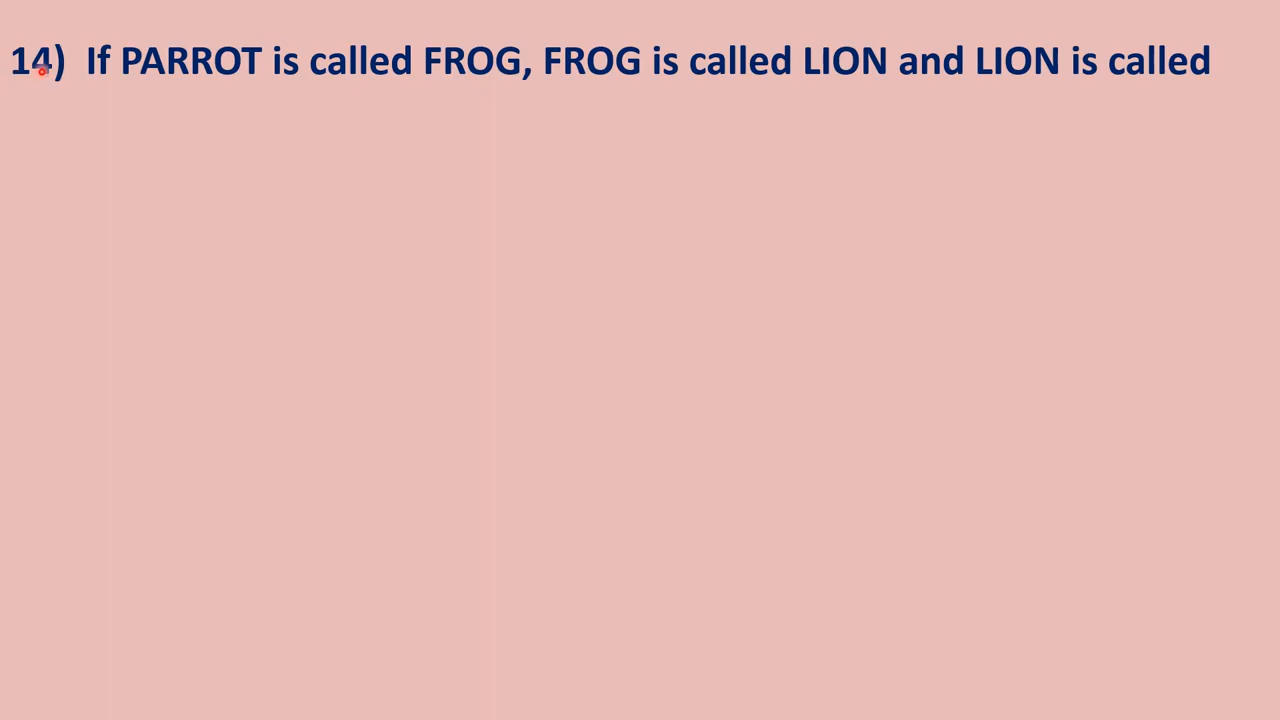 14) If PARROT is called FROG, FROG is called LION and LION is called